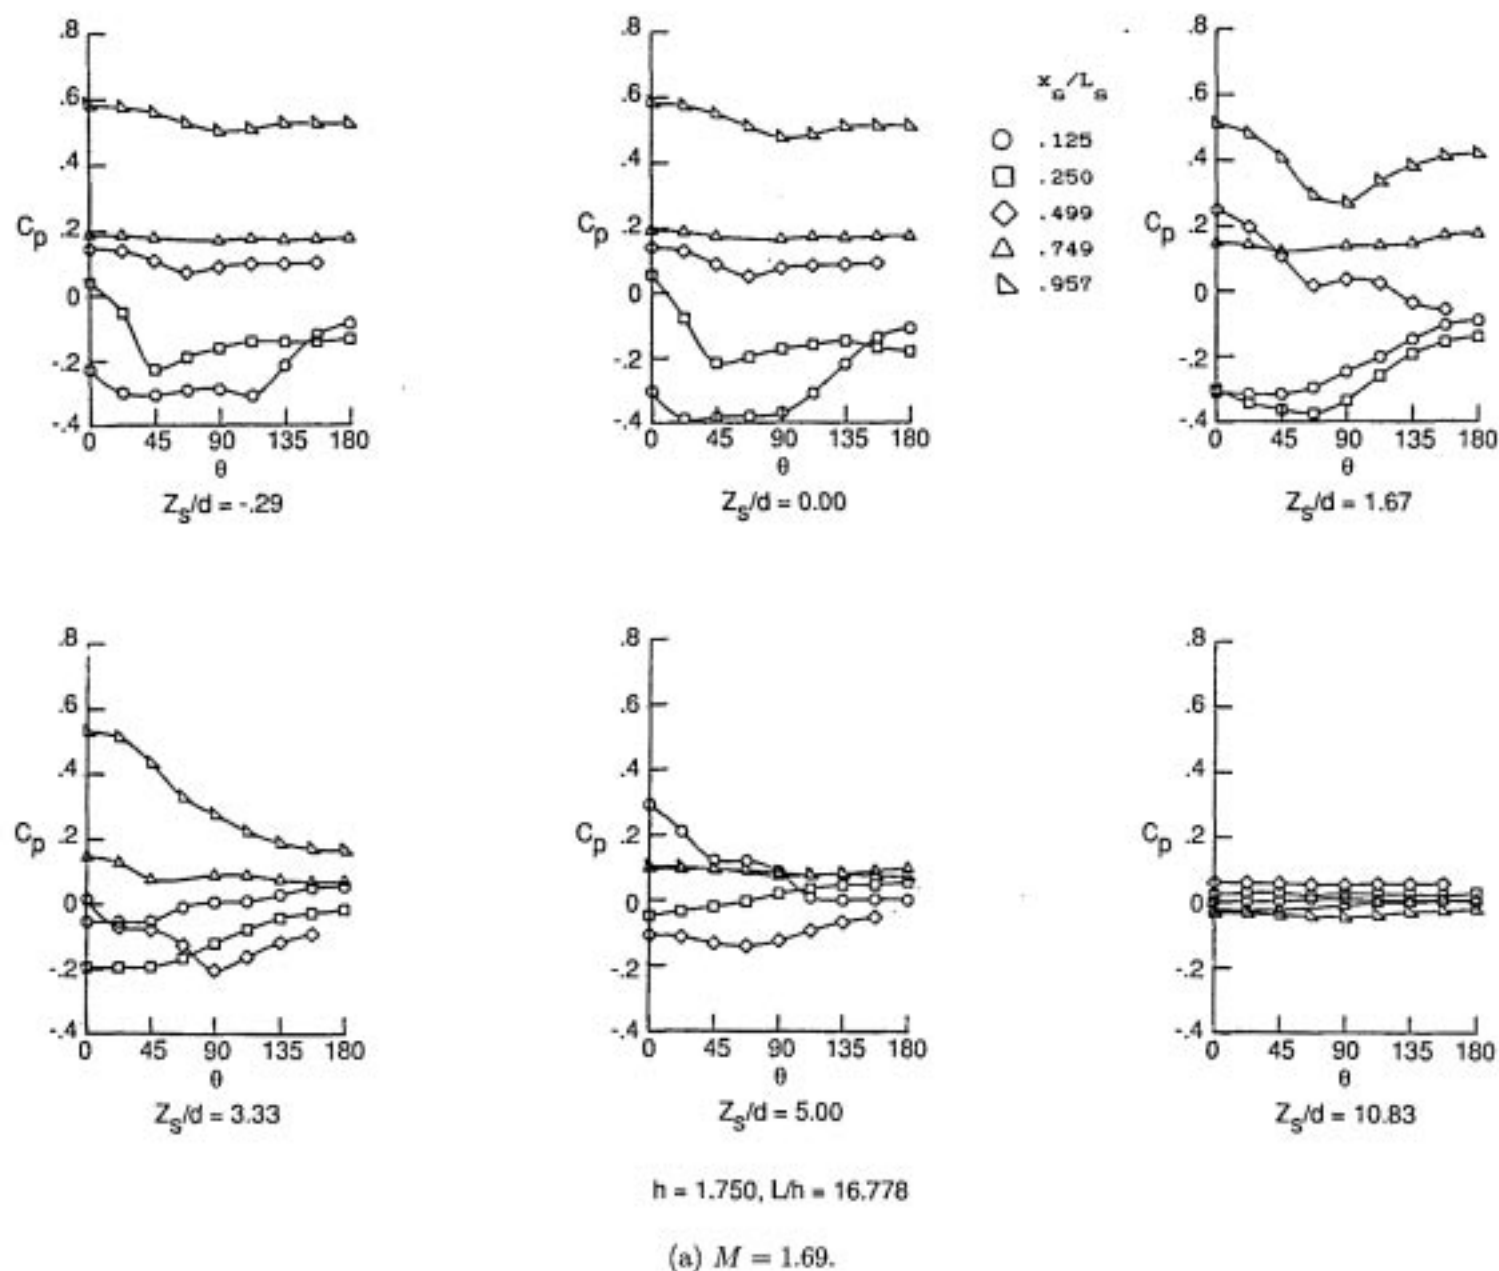 .8 .6 .4 .2 0 -.2 -.4
Cp
0 45 90 135 180
θ
Zs/d = -.29
.8 .6 .4 .2 0 -.2 -.4
Cp
0 45 90 135 180
θ
Zs/d = 0.00
xs/Ls
.125
.250
.499
.749
.957
.8 .6 .4 .2 0 -.2 -.4
Cp
0 45 90 135 180
θ
Zs/d = 1.67
.8 .6 .4 .2 0 -.2 -.4
Cp
0 45 90 135 180
θ
Zs/d = 3.33
.8 .6 .4 .2 0 -.2 -.4
Cp
0 45 90 135 180
θ
Zs/d = 5.00
.8 .6 .4 .2 0 -.2 -.4
Cp
0 45 90 135 180
θ
Zs/d = 10.83
h = 1.750, L/h = 16.778
(a) M = 1.69.